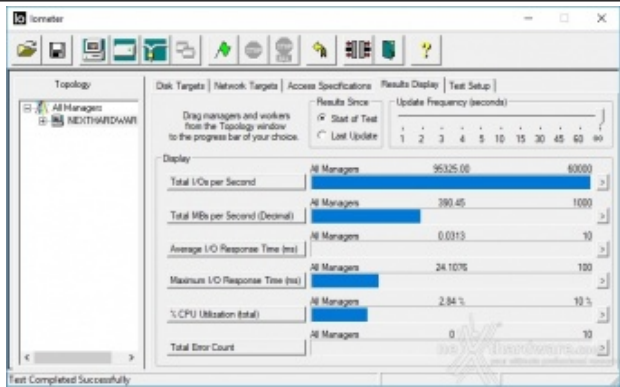 Iometer
Topology
All Managers
NEXTHARDWAR
Disk Targets
Network Targets
Access Specifications
Results Display
Test Setup
Drag managers and workers
from the Topology window
to the progress bar of your choice.
Results Since
Start of Test
Last Update
Update Frequency (seconds)
1 2 3 4 5 10 15 30 45 60 ∞
Display
All Managers 95325.00 60000
Total I/Os per Second
All Managers 390.45 1000
Total MBs per Second (Decimal)
All Managers 0.0313 10
Average I/O Response Time (ms)
All Managers 24.1076 100
Maximum I/O Response Time (ms)
All Managers 2.84 % 10 %
% CPU Utilization (total)
All Managers 0 10
Total Error Count
Test Completed Successfully